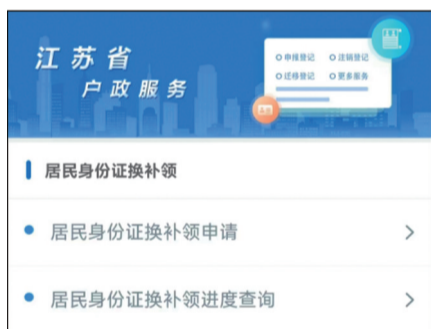 江苏省
户政服务
申报登记 注销登记
迁移登记 更多服务
居民身份证换补领
居民身份证换补领申请
居民身份证换补领进度查询